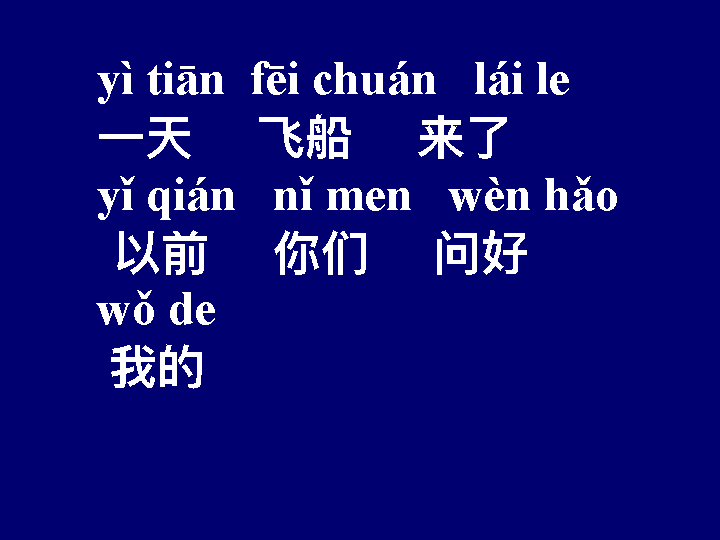 yì tiān fēi chuán lái le
一天 飞船 来了
yǐ qián nǐ men wèn hǎo
以前 你们 问好
wǒ de
我的